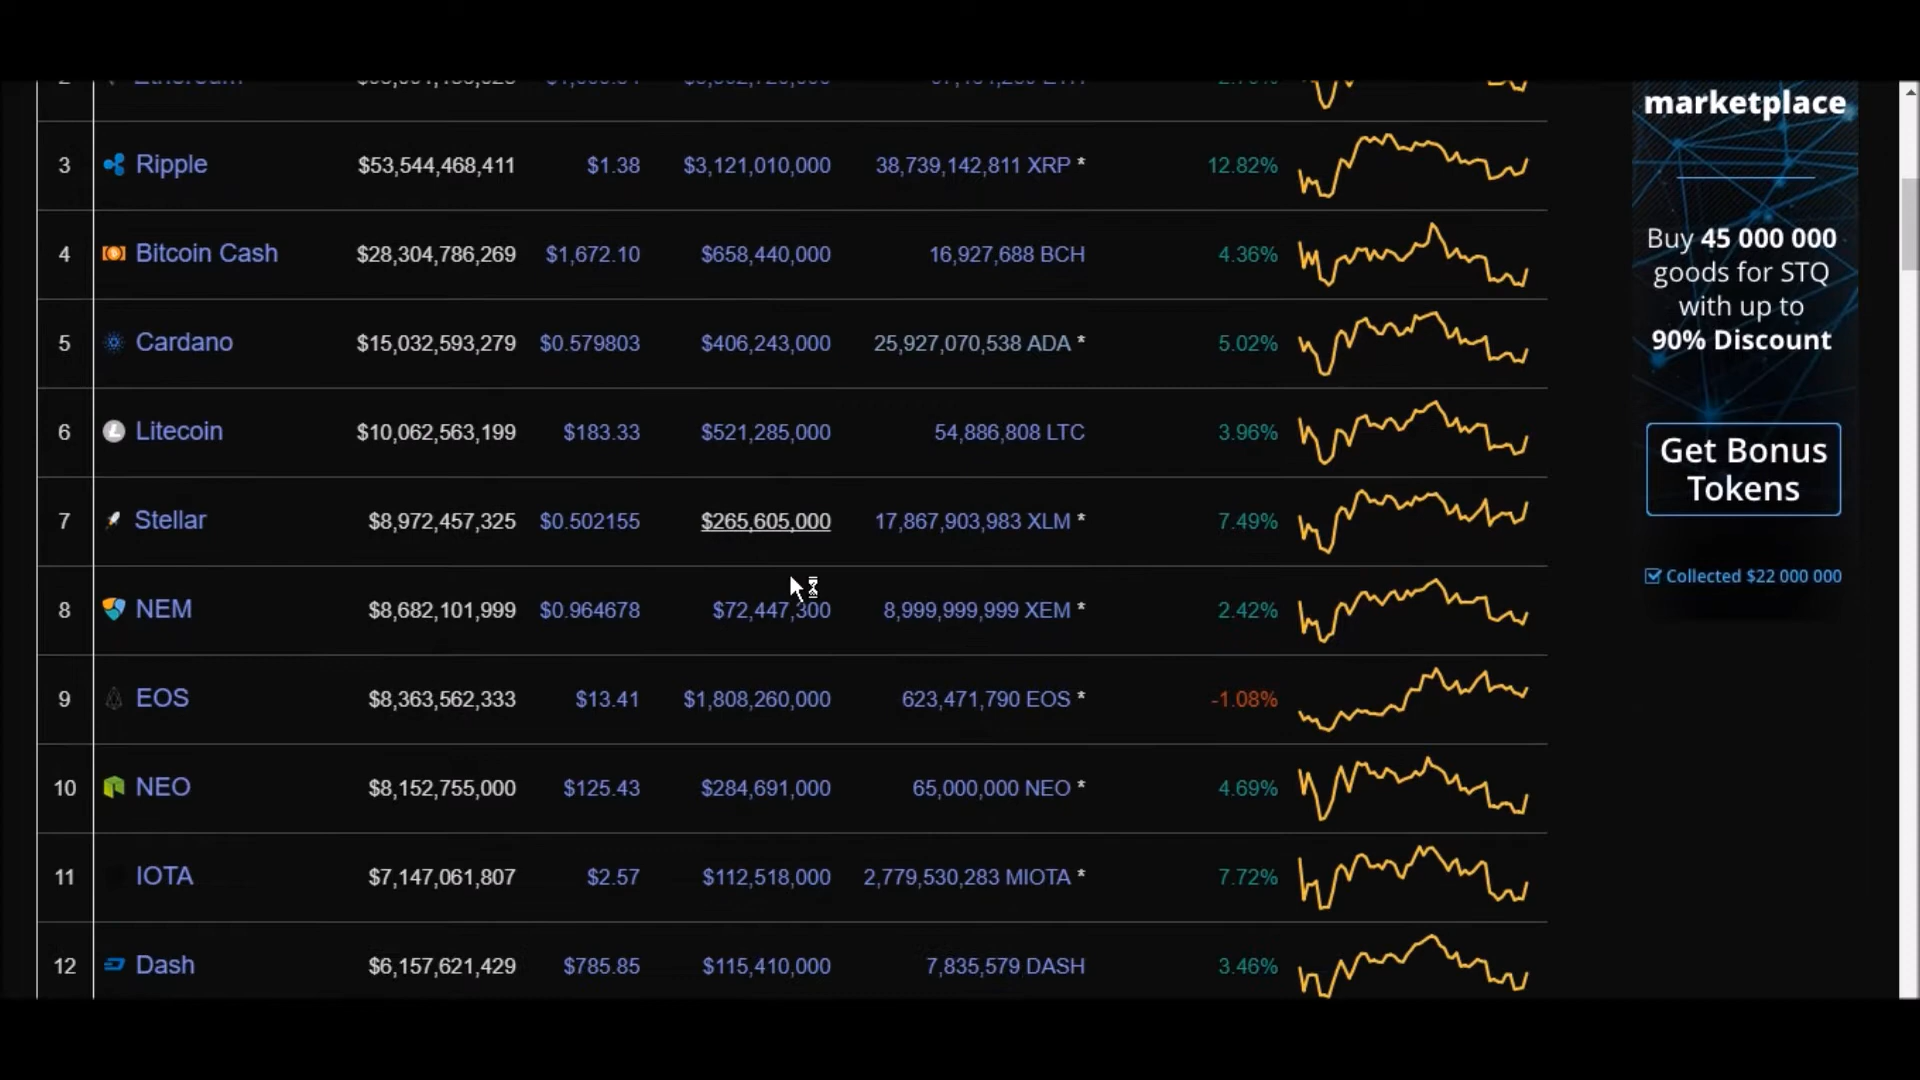 3 Ripple $53,544,468,411 $1.38 $3,121,010,000 38,739,142,811 XRP * 12.82%
4 Bitcoin Cash $28,304,786,269 $1,672.10 $658,440,000 16,927,688 BCH 4.36%
5 Cardano $15,032,593,279 $0.579803 $406,243,000 25,927,070,538 ADA * 5.02%
6 Litecoin $10,062,563,199 $183.33 $521,285,000 54,886,808 LTC 3.96%
7 Stellar $8,972,457,325 $0.502155 $265,605,000 17,867,903,983 XLM * 7.49%
8 NEM $8,682,101,999 $0.964678 $72,447,300 8,999,999,999 XEM * 2.42%
9 EOS $8,363,562,333 $13.41 $1,808,260,000 623,471,790 EOS * -1.08%
10 NEO $8,152,755,000 $125.43 $284,691,000 65,000,000 NEO * 4.69%
11 IOTA $7,147,061,807 $2.57 $112,518,000 2,779,530,283 MIOTA * 7.72%
12 Dash $6,157,621,429 $785.85 $115,410,000 7,835,579 DASH 3.46%
marketplace
Buy 45 000 000
goods for STQ
with up to
90% Discount
Get Bonus
Tokens
Collected $22 000 000